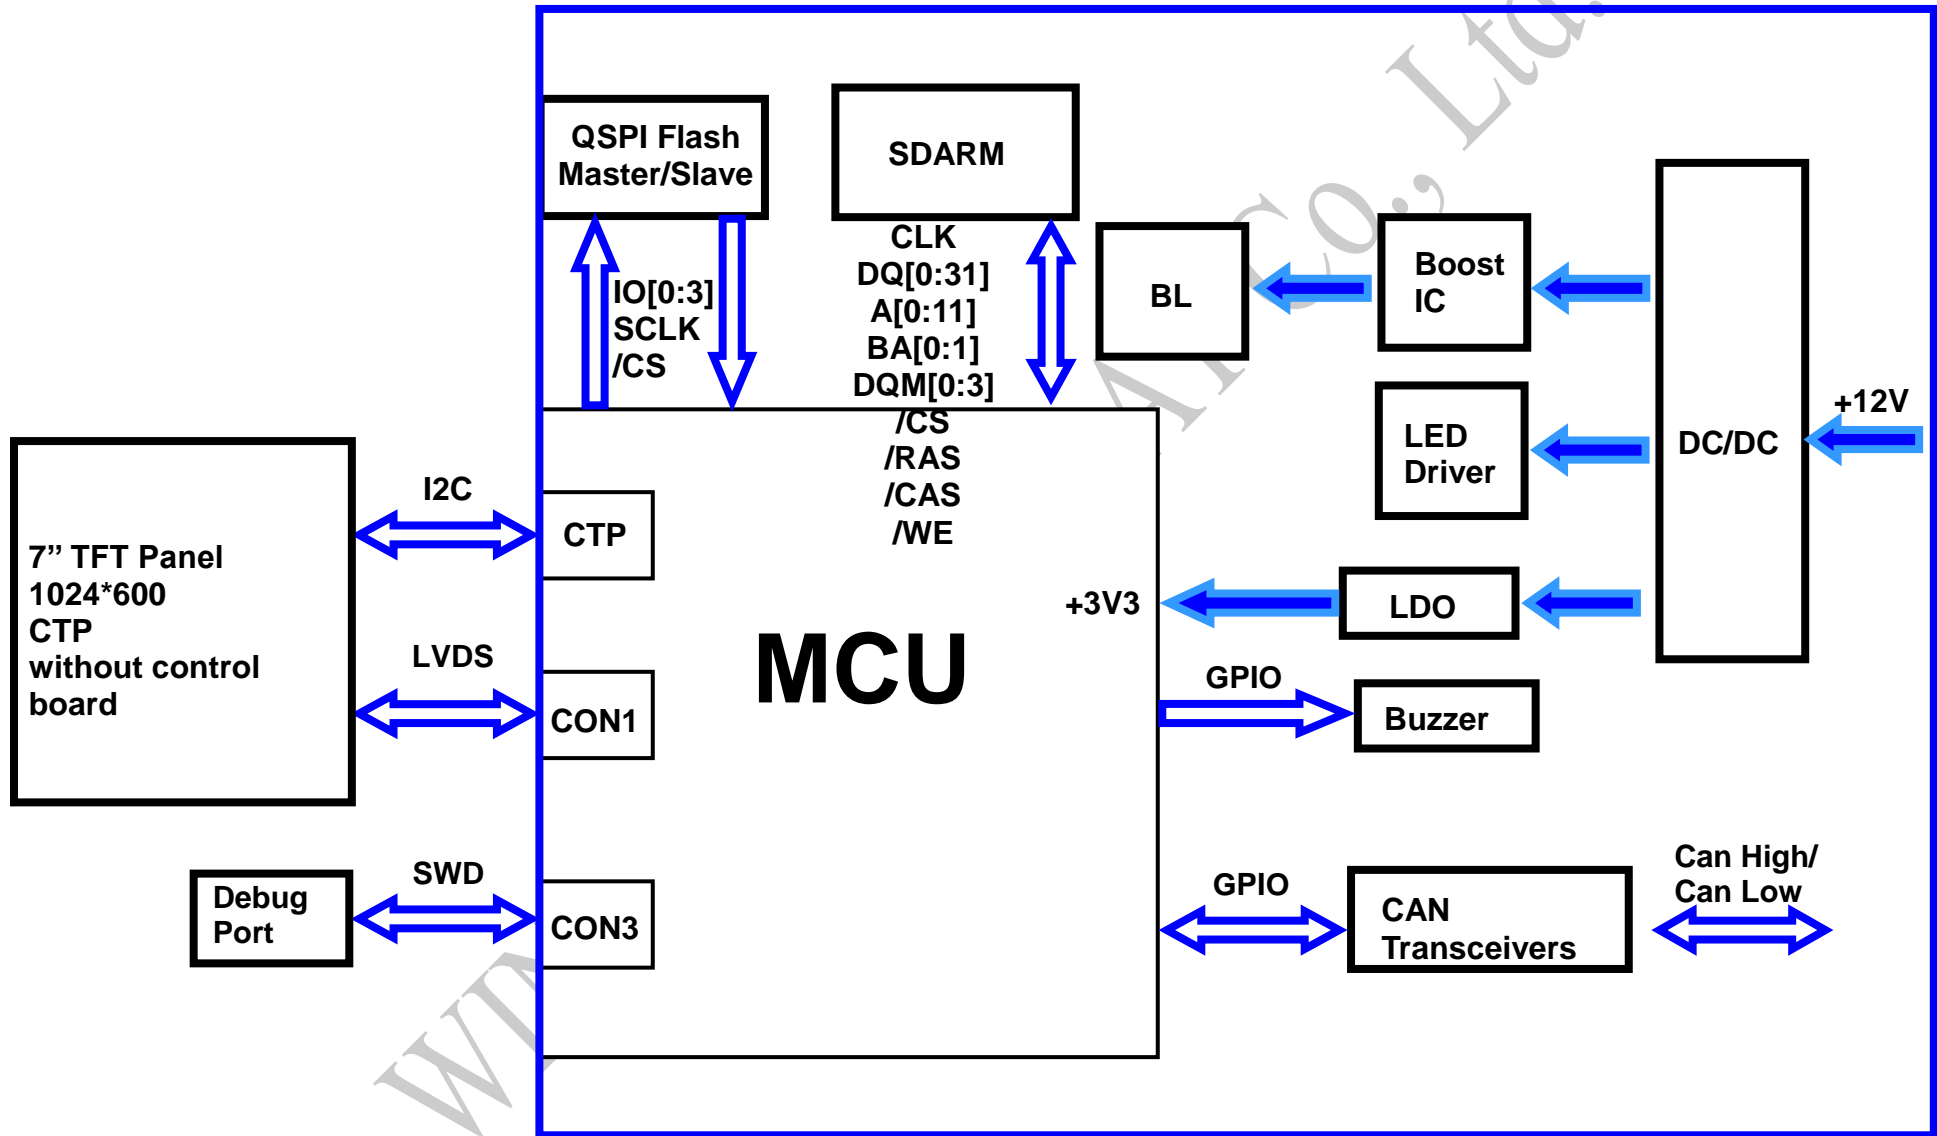 QSPI Flash
Master/Slave
SDARM
IO[0:3]
SCLK
/CS
CLK
DQ[0:31]
A[0:11]
BA[0:1]
DQM[0:3]
/CS
/RAS
/CAS
/WE
BL
Boost
IC
LED
Driver
DC/DC
+12V
7” TFT Panel
1024*600
CTP
without control
board
I2C
CTP
LVDS
CON1
MCU
+3V3
LDO
GPIO
Buzzer
Debug
Port
SWD
CON3
GPIO
CAN
Transceivers
Can High/
Can Low
Co., Ltd.